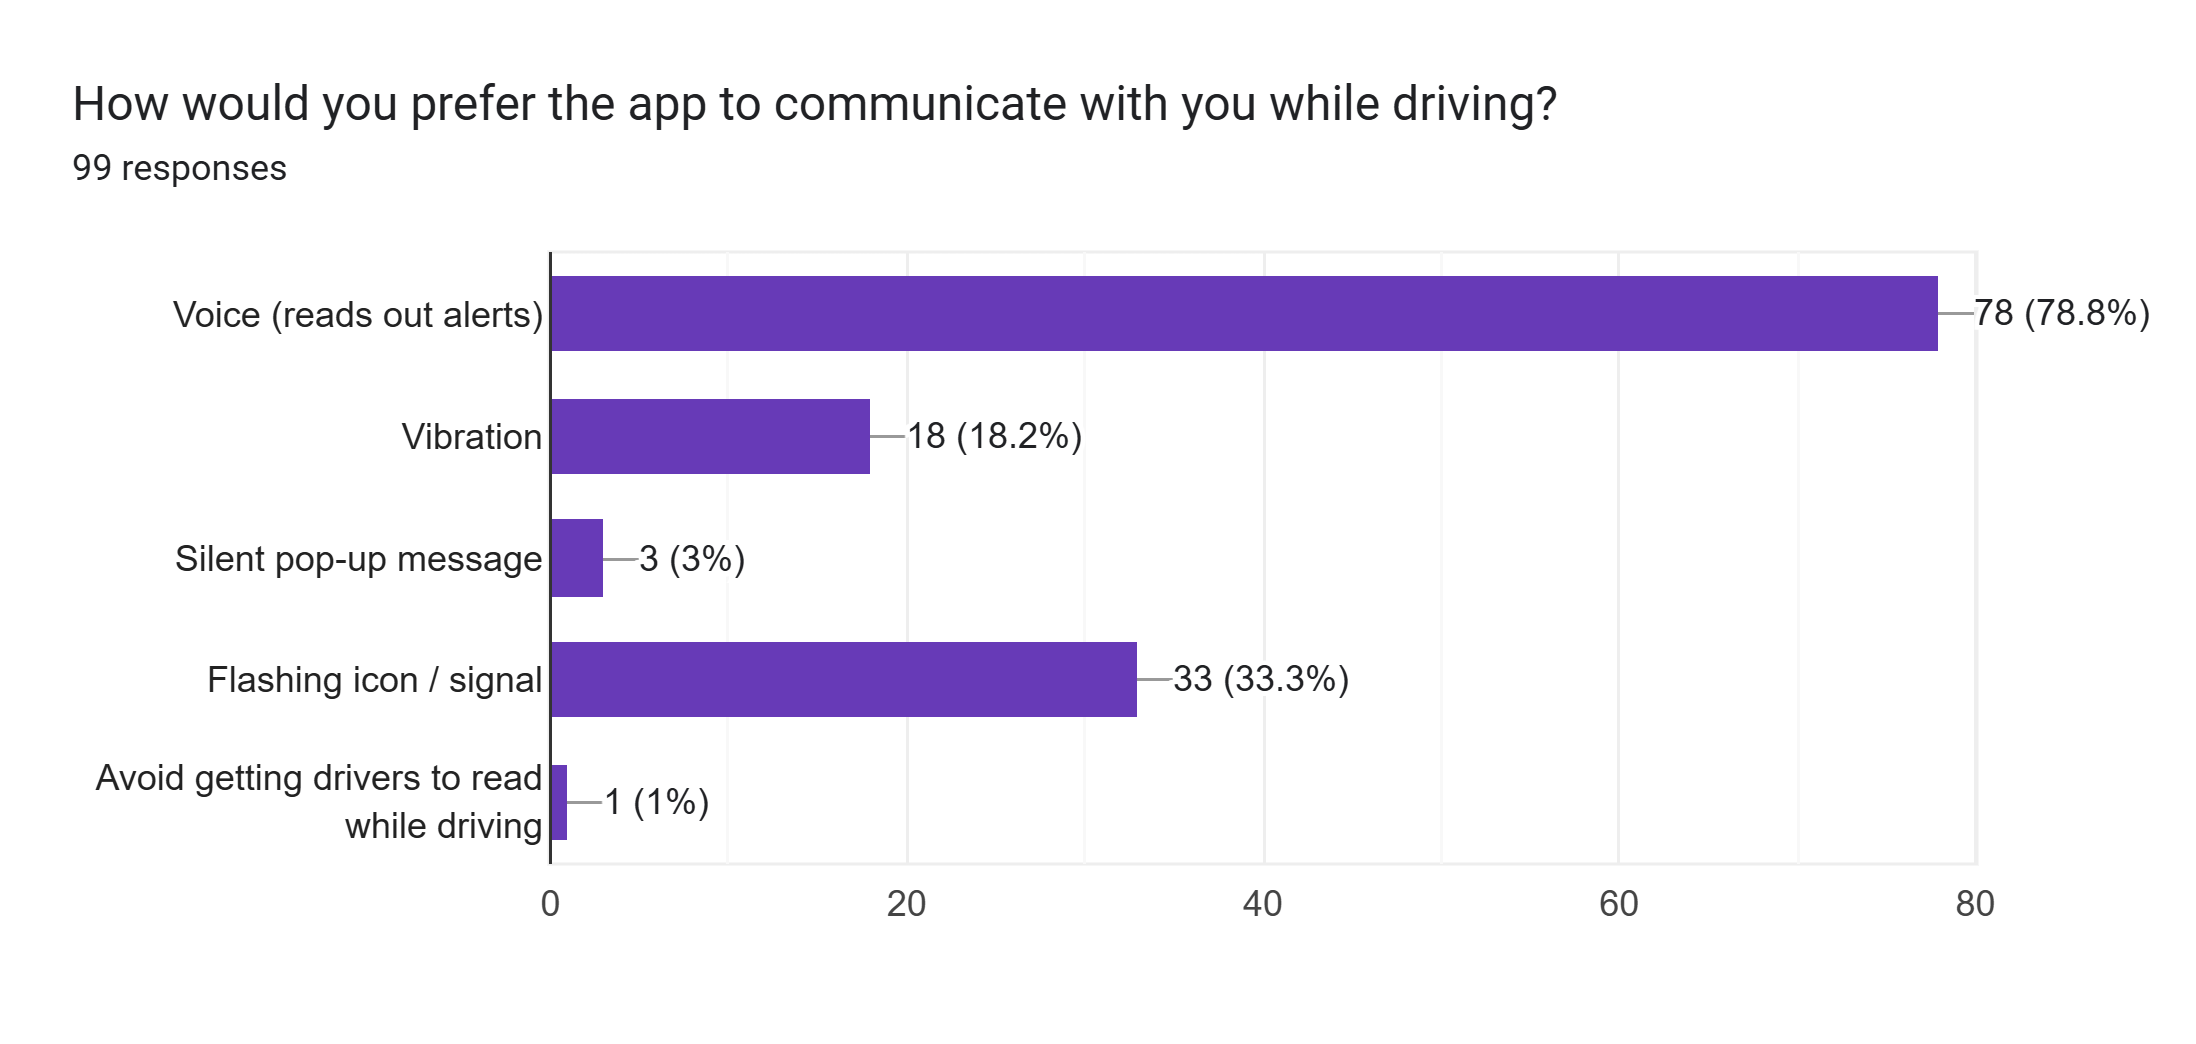 How would you prefer the app to communicate with you while driving?
99 responses
Voice (reads out alerts)
78 (78.8%)
Vibration
18 (18.2%)
Silent pop-up message
3 (3%)
Flashing icon / signal
33 (33.3%)
Avoid getting drivers to read
while driving
1 (1%)
0
20
40
60
80